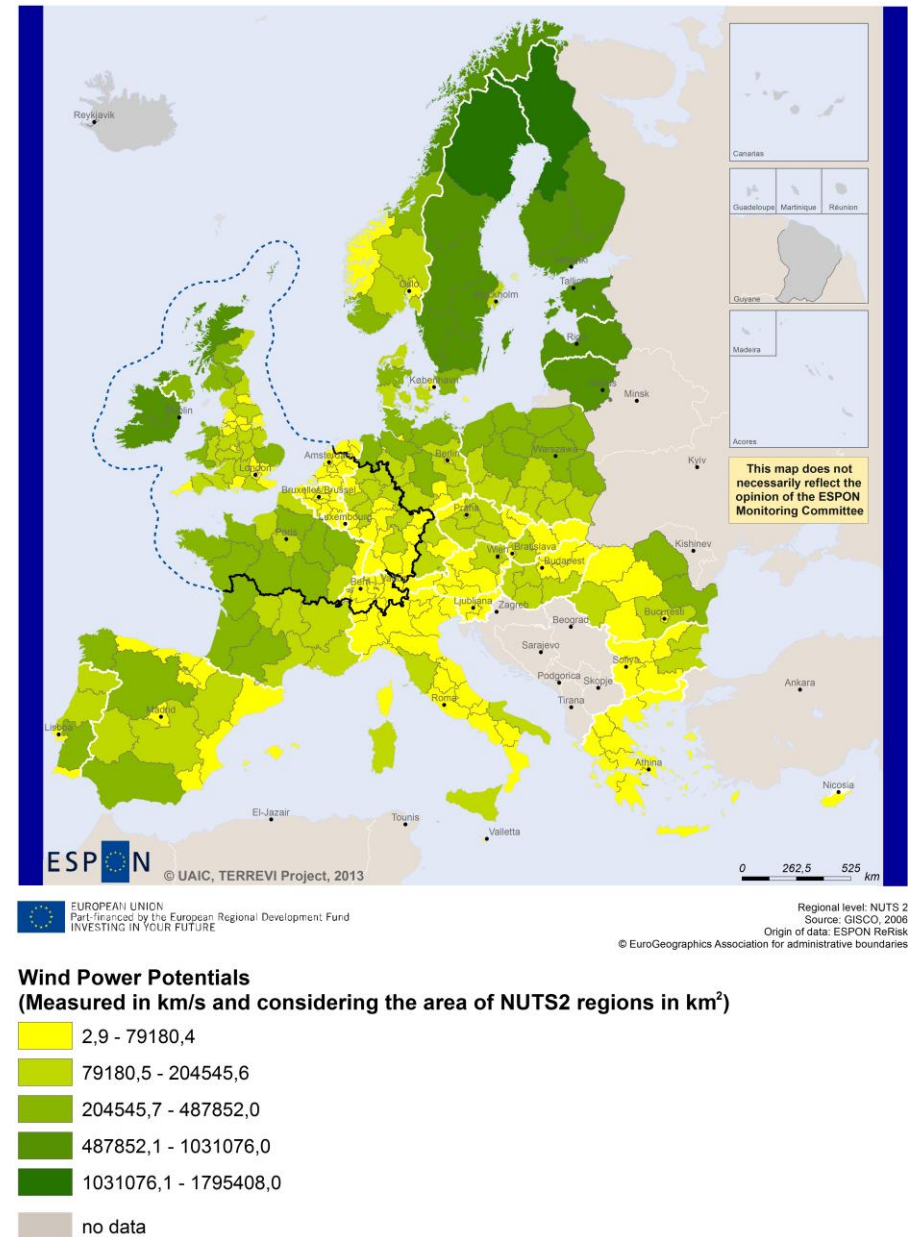 Reykjavik
Canarias
Guadeloupe
Martinique
Réunion
Guyane
Madeira
Acores
This map does not
necessarily reflect the
opinion of the ESPON
Monitoring Committee
Oslo
Tallin
København
Minsk
Dublin
London
Amsterdam
Berlin
Warszawa
Kyiv
Bruxelles/Brussel
Luxembourg
Praha
Paris
Kishinev
Wien
Bratislava
Budapest
Bern
Ljubljana
Zagreb
Beograd
Bucuresti
Sarajevo
Sofiya
Podgorica
Skopje
Tirana
Ankara
Roma
Madrid
Lisboa
Athina
Nicosia
El-Jazair
Tounis
Valletta
ESPON
© UAIC, TERREVI Project, 2013
0 262,5 525
km
EUROPEAN UNION
Part-financed by the European Regional Development Fund
INVESTING IN YOUR FUTURE
Regional level: NUTS 2
Source: GISCO, 2006
Origin of data: ESPON ReRisk
© EuroGeographics Association for administrative boundaries
Wind Power Potentials
(Measured in km/s and considering the area of NUTS2 regions in km²)
2,9 - 79180,4
79180,5 - 204545,6
204545,7 - 487852,0
487852,1 - 1031076,0
1031076,1 - 1795408,0
no data